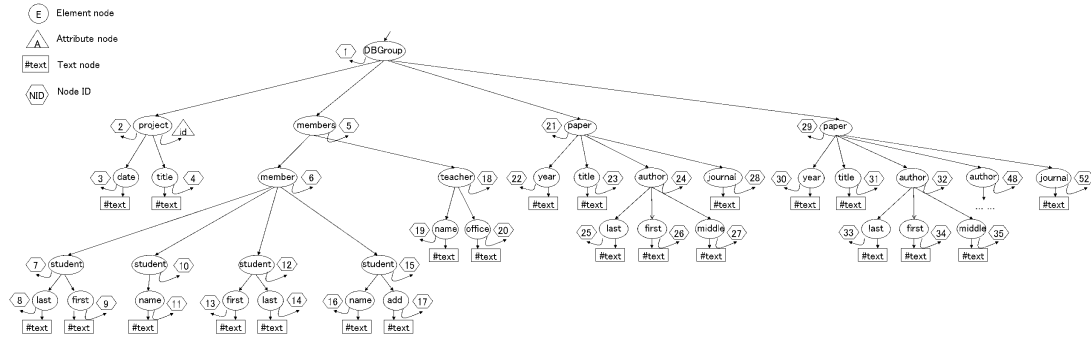 E Element node
A Attribute node
#text Text node
NID Node ID
1 DBGroup
2 project id members 5 21 paper 29 paper
3 date title 4 member 6 teacher 18 22 year title 23 author 24 journal 28 30 year title 31 author 32 author 48 journal 52
#text #text #text #text #text #text #text ... ... #text
19 name office 20 25 last first 26 middle 27 33 last first 34 middle 35
#text #text #text #text #text #text #text #text
7 student student 10 student 12 student 15
8 last first 9 name 11 13 first last 14 16 name add 17
#text #text #text #text #text #text #text